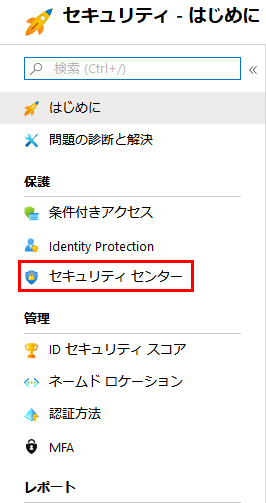 セキュリティ - はじめに
検索 (Ctrl+/)
«
はじめに
問題の診断と解決
保護
条件付きアクセス
Identity Protection
セキュリティ センター
管理
ID セキュリティ スコア
ネームド ロケーション
認証方法
MFA
レポート